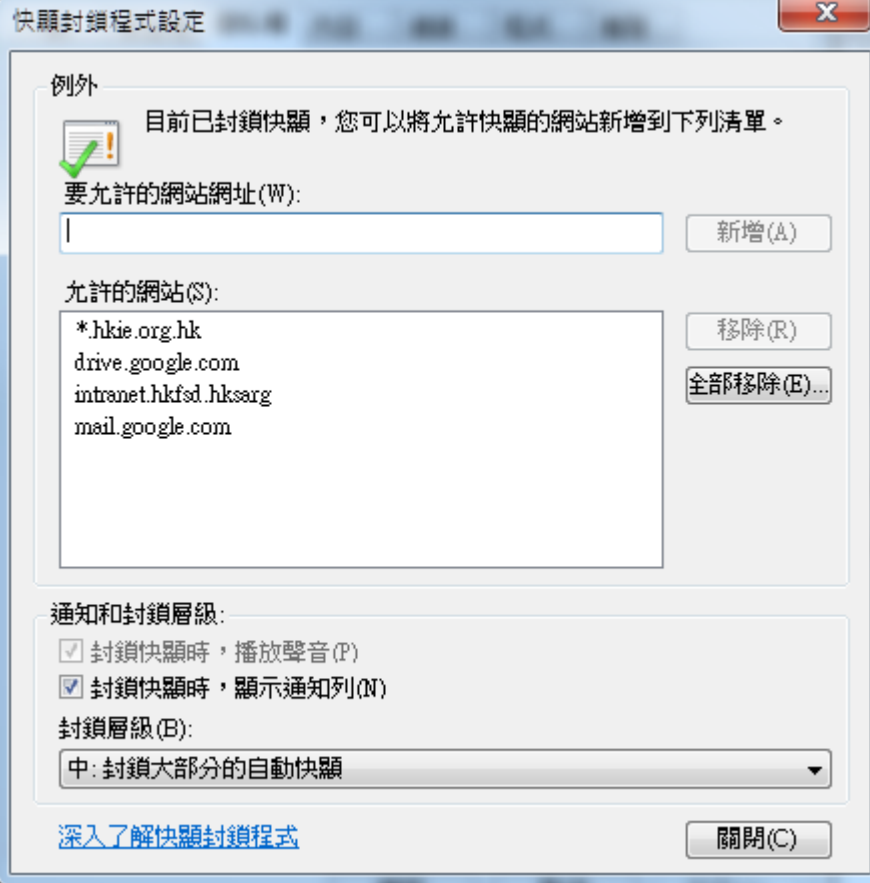 快顯封鎖程式設定
例外
目前已封鎖快顯，您可以將允許快顯的網站新增到下列清單。
要允許的網站網址(W):
新增(A)
允許的網站(S):
*.hkie.org.hk
drive.google.com
intranet.hkfsd.hksarg
mail.google.com
移除(R)
全部移除(E)...
通知和封鎖層級:
封鎖快顯時，播放聲音(P)
封鎖快顯時，顯示通知列(N)
封鎖層級(B):
中: 封鎖大部分的自動快顯
深入了解快顯封鎖程式
關閉(C)